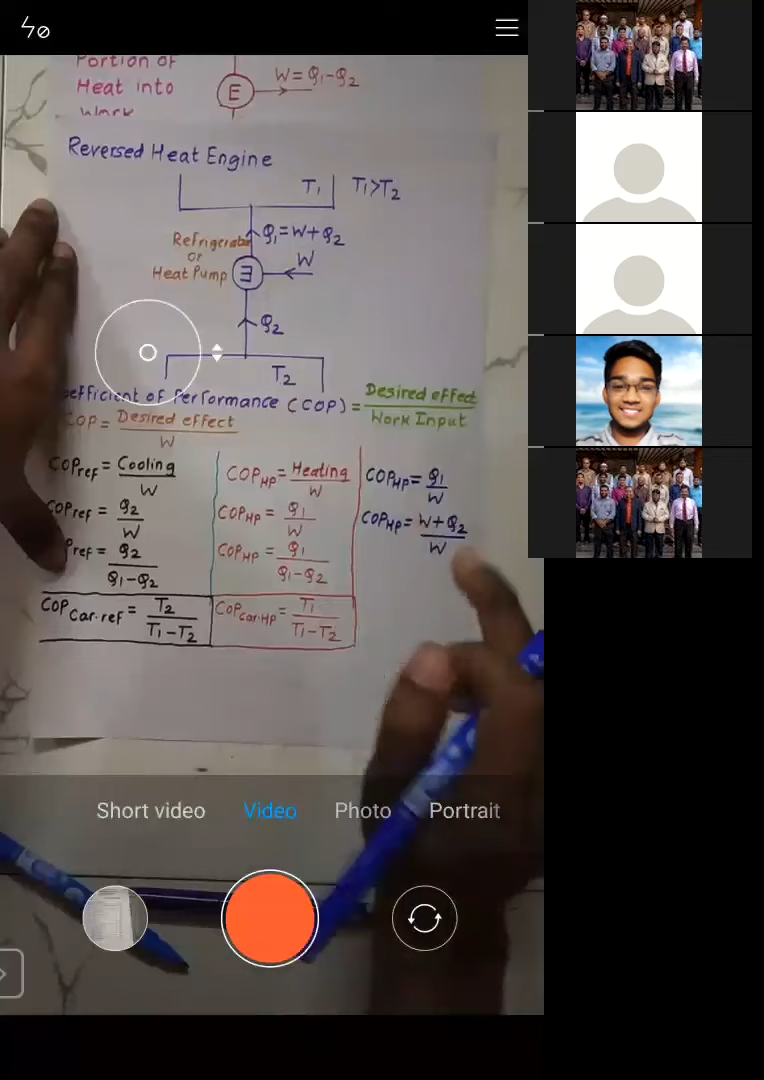 Portion of
Heat into
Work
W = Q1-Q2
E
Reversed Heat Engine
T1 T1>T2
Q1=W+Q2
Refrigerator
or
Heat Pump
E
W
Q2
T2
oefficient of Performance (COP) = Desired effect
Work Input
COP = Desired effect
W
COPref = Cooling
W
COPref = Q2
W
Pref = Q2
Q1-Q2
COPCar.ref = T2
T1-T2
COPHP = Heating
W
COPHP = Q1
W
COPHP = Q1
Q1-Q2
COPCar.HP = T1
T1-T2
COPHP = Q1
W
COPHP = W+Q2
W
Short video Video Photo Portrait